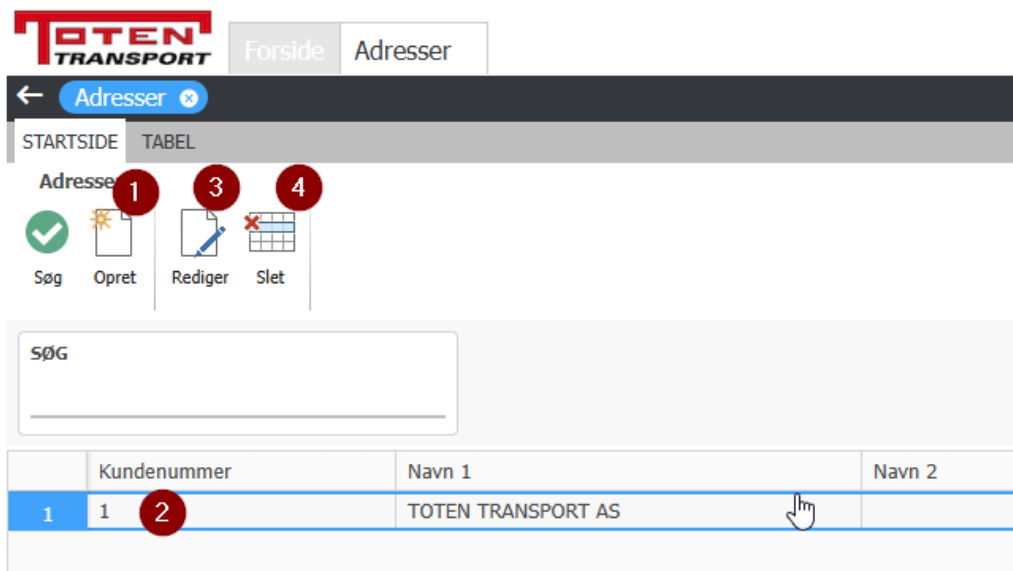 TOTEN
TRANSPORT
Forside Adresser
Adresser
STARTSIDE TABEL
Adresser
1 3 4
Søg Opret Rediger Slet
SØG
Kundenummer Navn 1 Navn 2
1 1 2 TOTEN TRANSPORT AS